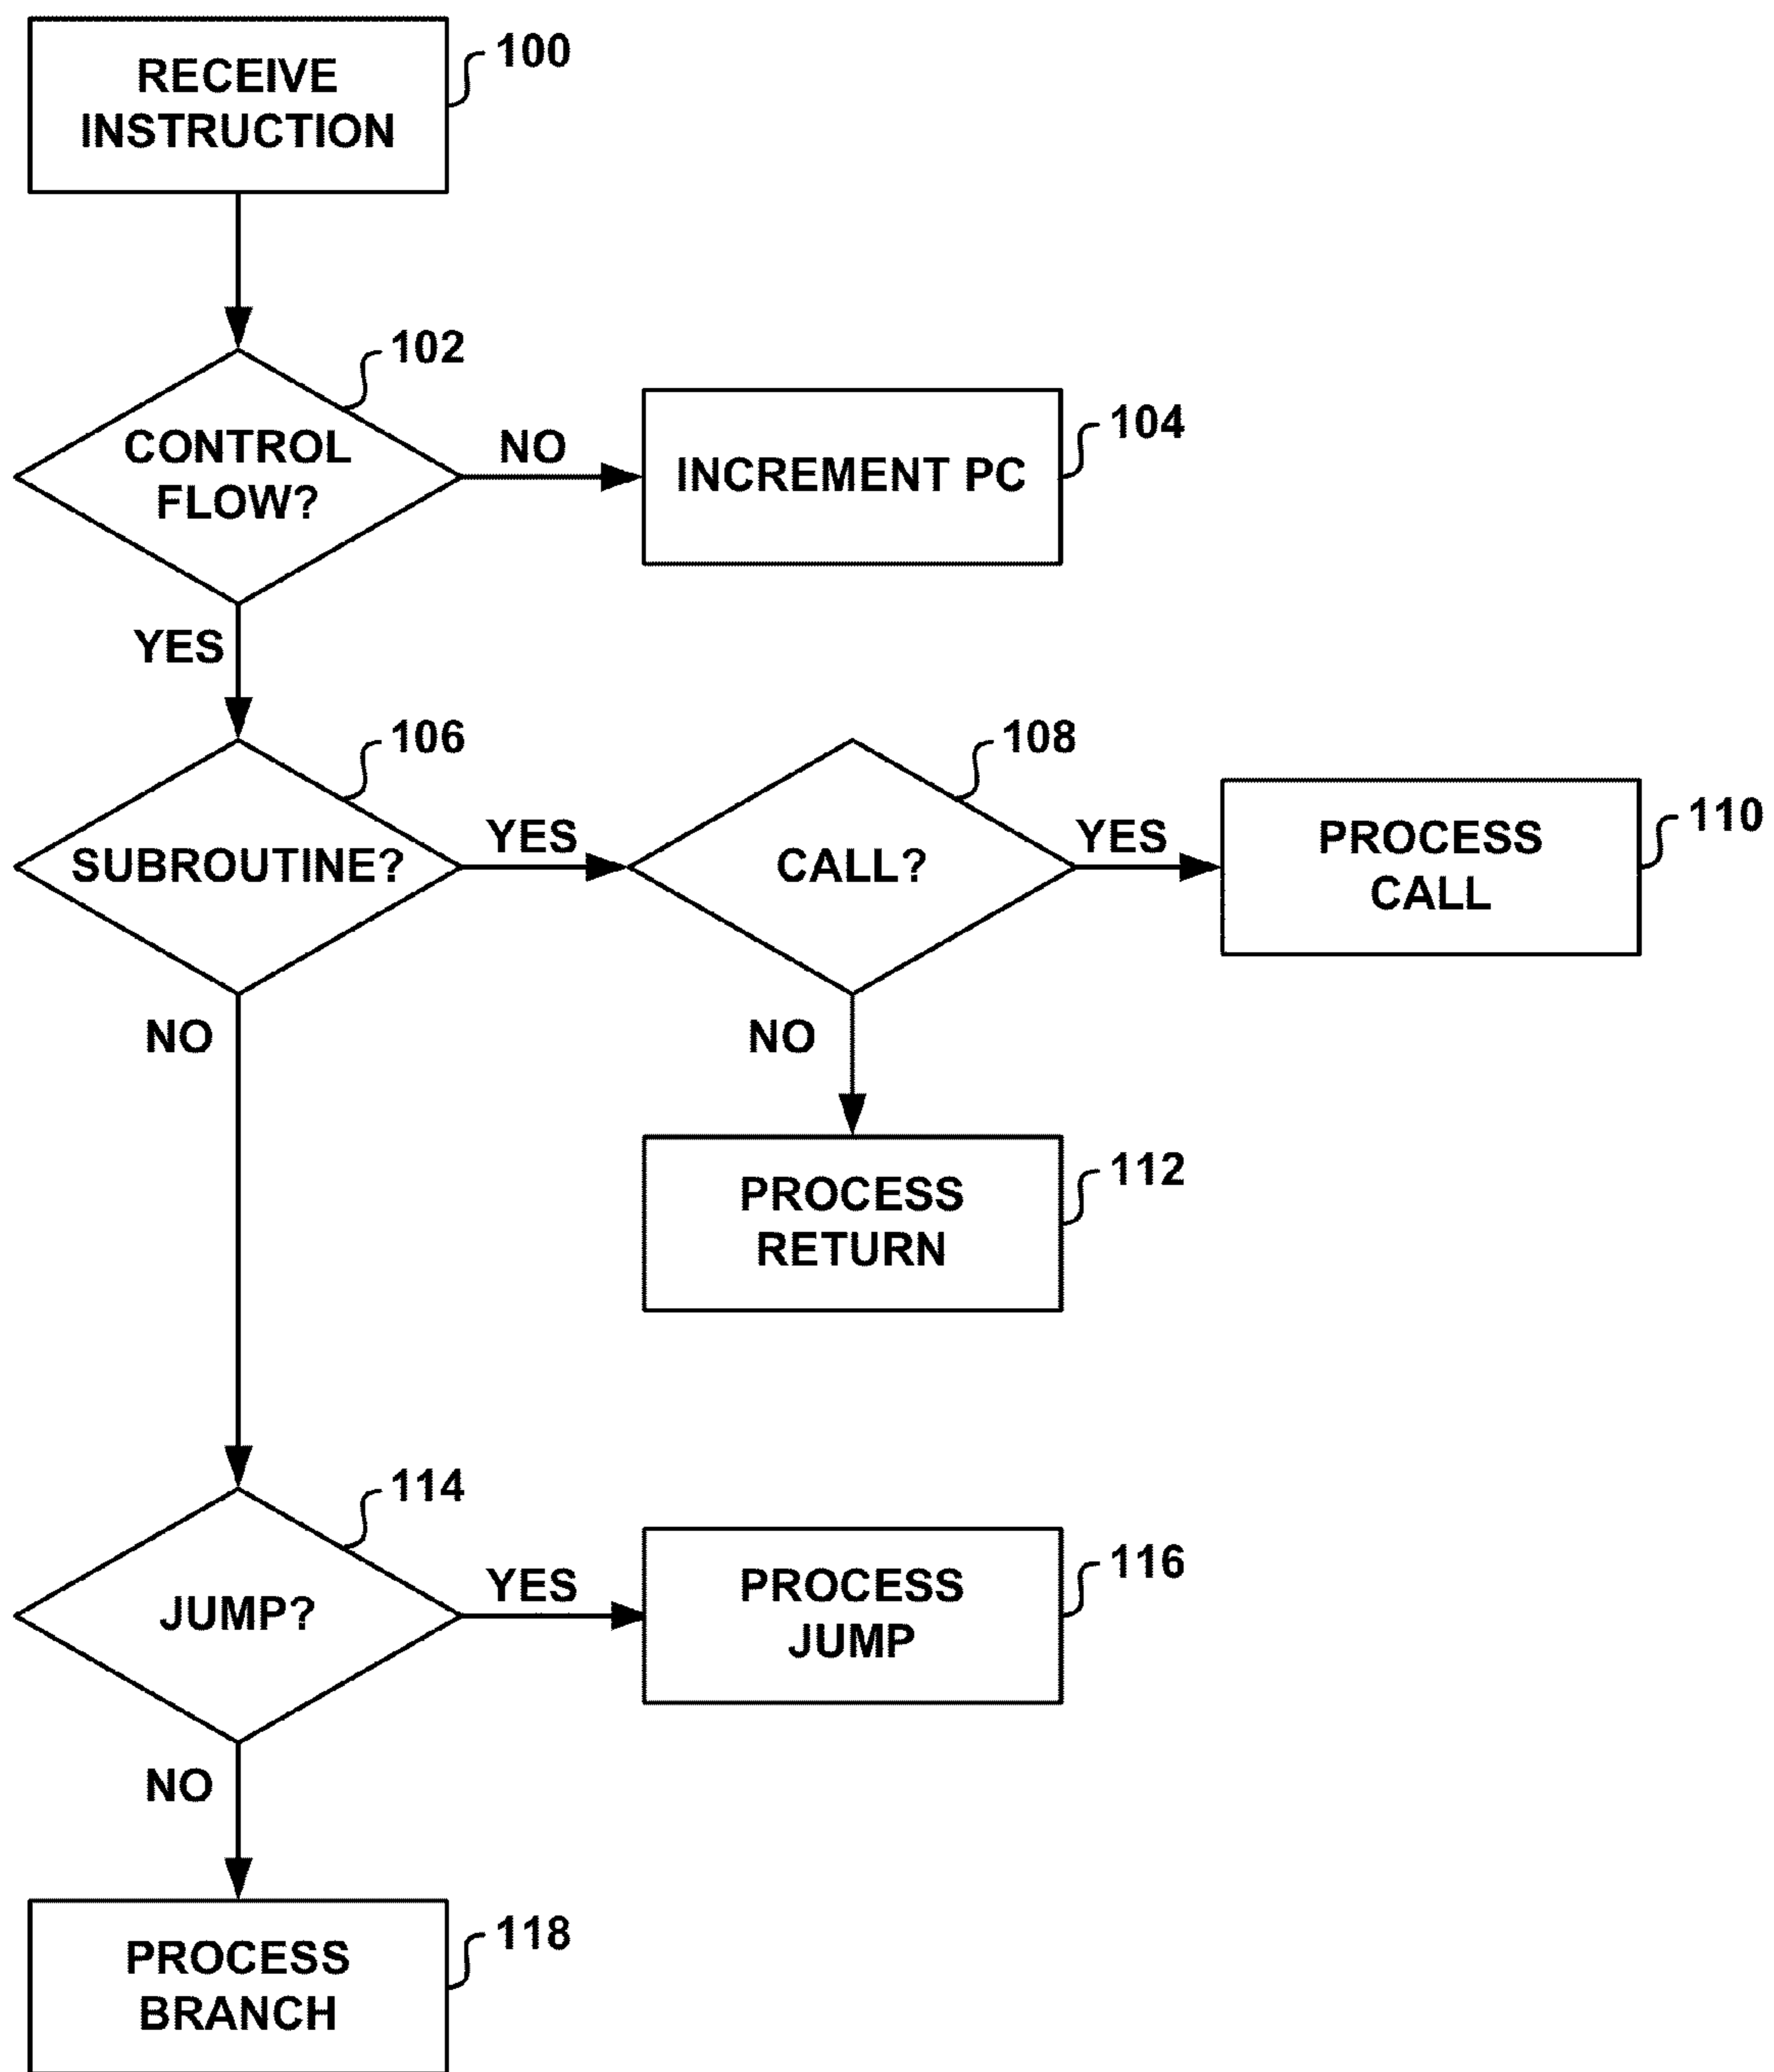 RECEIVE
INSTRUCTION
100
102
CONTROL
FLOW?
NO
INCREMENT PC
104
YES
106
SUBROUTINE?
YES
108
CALL?
YES
PROCESS
CALL
110
NO
NO
PROCESS
RETURN
112
114
JUMP?
YES
PROCESS
JUMP
116
NO
PROCESS
BRANCH
118